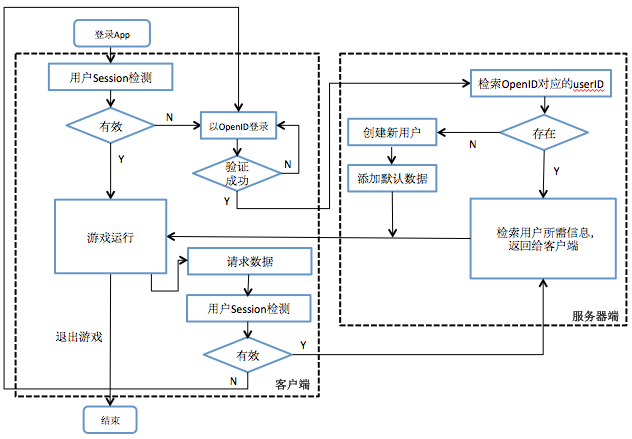 登录App
用户Session检测
有效
N
Y
以OpenID登录
验证
成功
N
Y
游戏运行
请求数据
用户Session检测
有效
Y
N
退出游戏
客户端
结束
检索OpenID对应的userID
存在
N
Y
创建新用户
添加默认数据
检索用户所需信息，
返回给客户端
服务器端